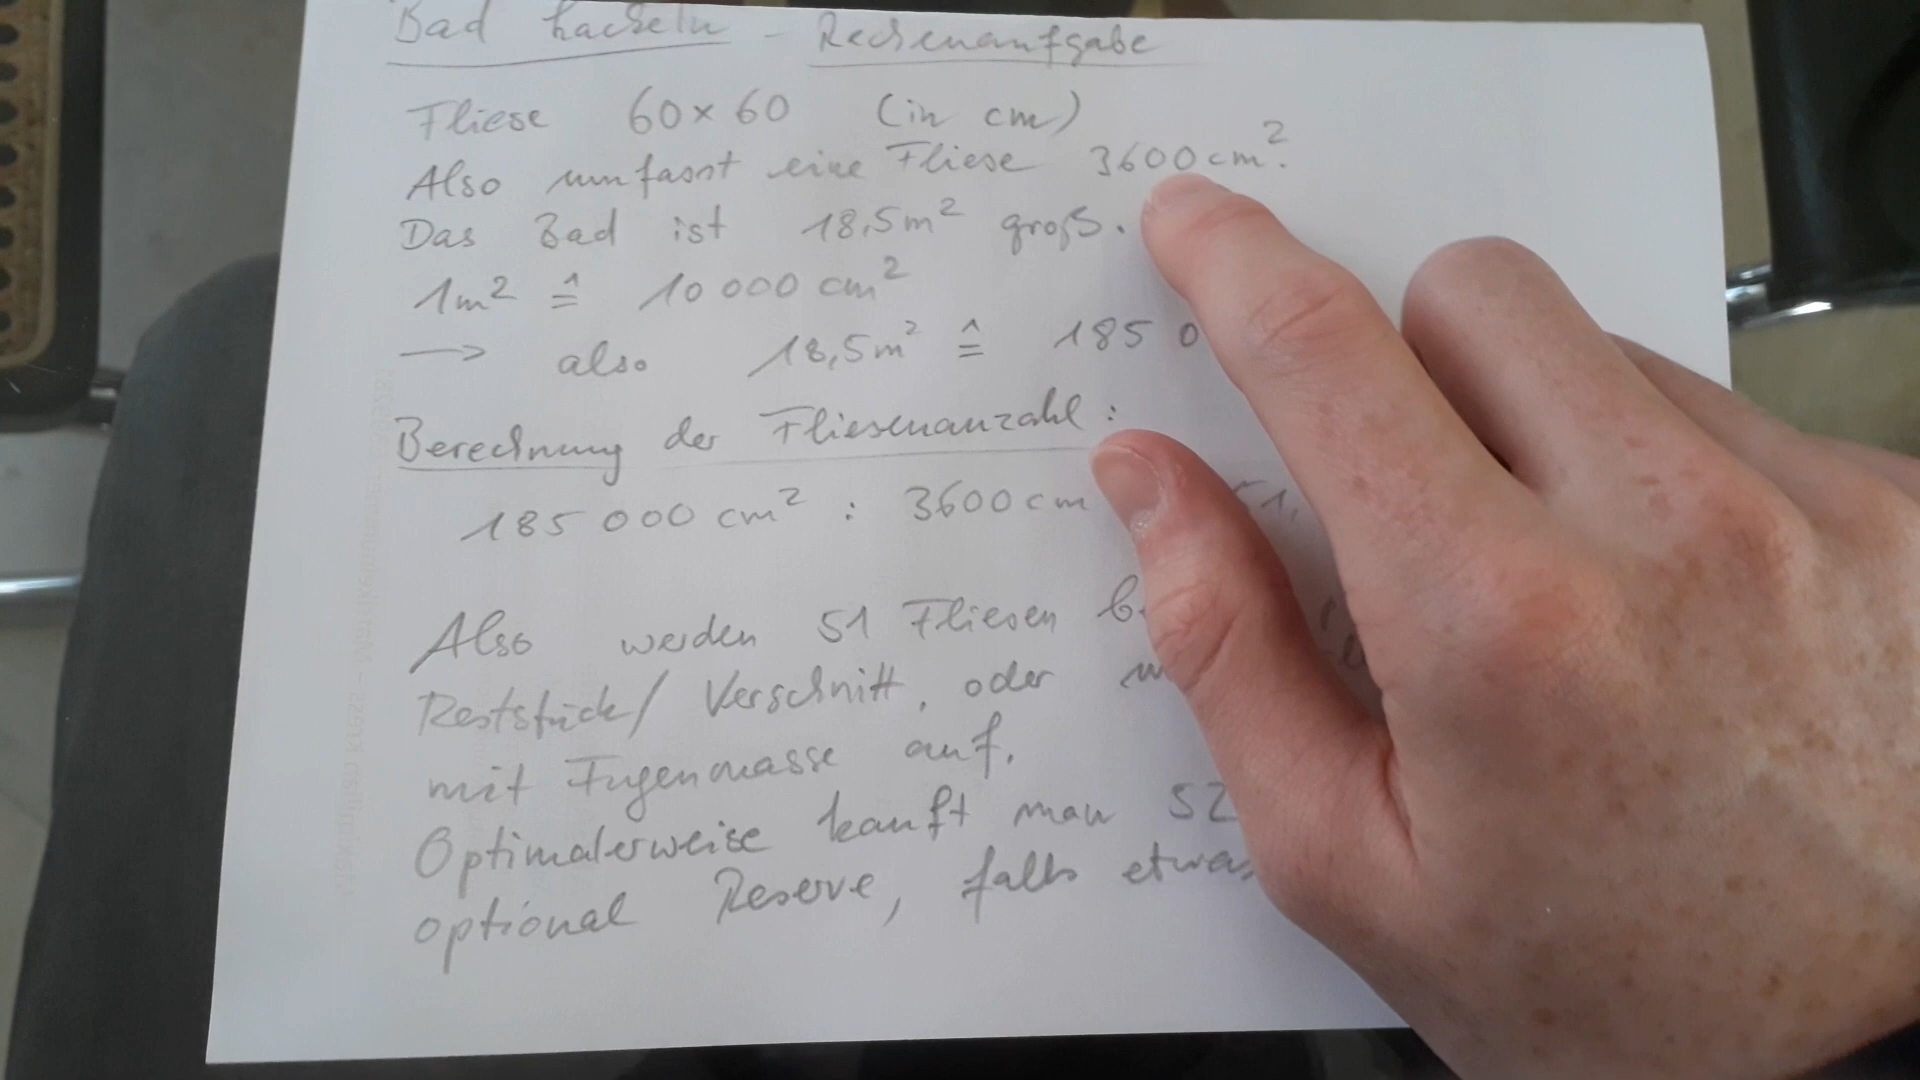 Bad kacheln - Rechenaufgabe
Fliese 60 x 60 (in cm)
Also umfasst eine Fliese 3600 cm².
Das Bad ist 18,5 m² groß.
1m² ≙ 10 000 cm²
→ also 18,5 m² ≙ 185 0
Berechnung der Fliesenanzahl:
185 000 cm² : 3600 cm 51,
Also werden 51 Fliesen
Reststück/ Verschnitt, oder
mit Fugenmasse auf.
Optimalerweise kauft man 52
optional Reserve, falls etwas